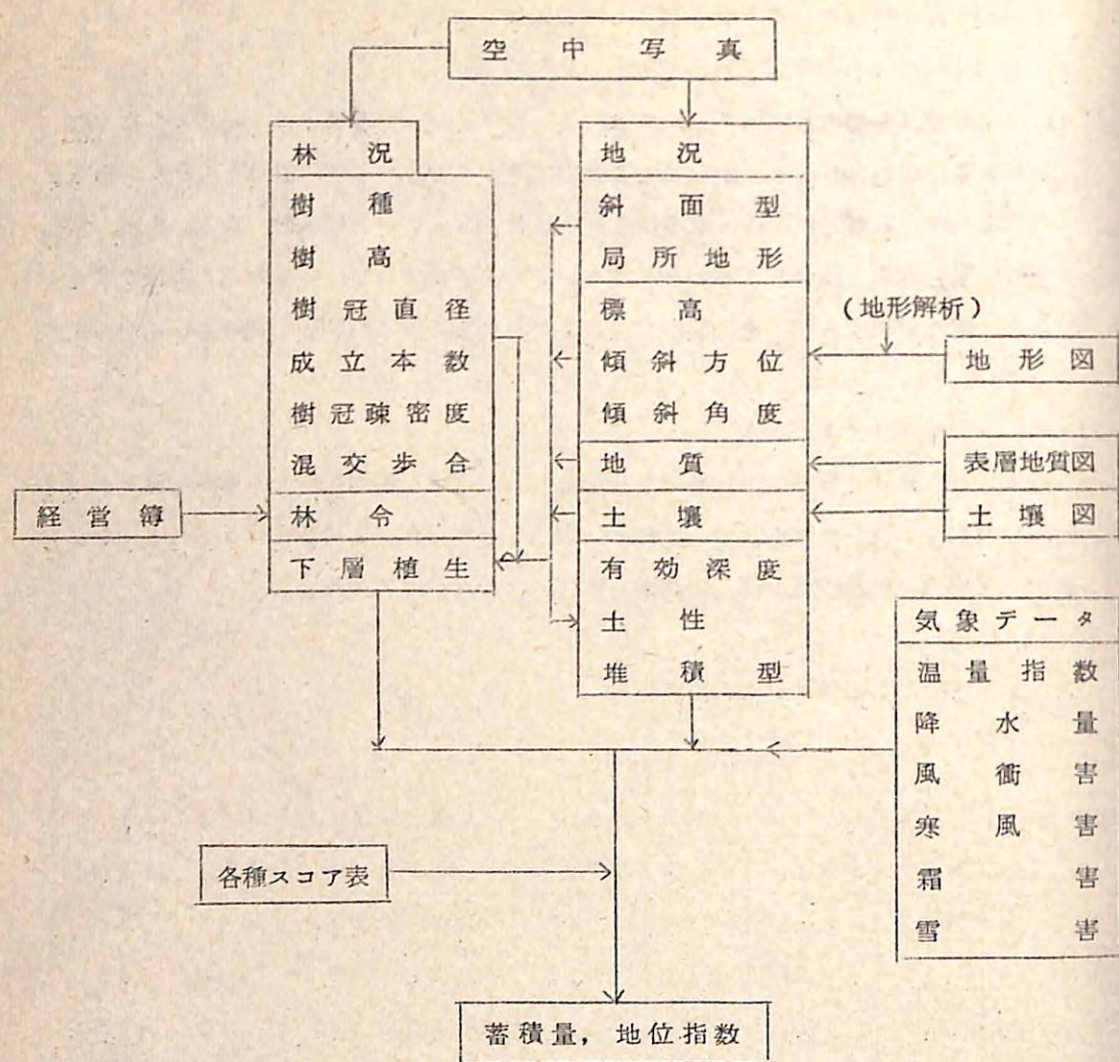 空中写真
林況
樹種
樹高
樹冠直径
成立本数
樹冠疎密度
混交歩合
林令
下層植生
地況
斜面型
局所地形
標高
傾斜方位
傾斜角度
地質
土壌
有効深度
土性
堆積型
(地形解析)
地形図
表層地質図
土壌図
経営簿
気象データ
温量指数
降水量
風衝害
寒風害
霜害
雪害
各種スコア表
蓄積量,地位指数